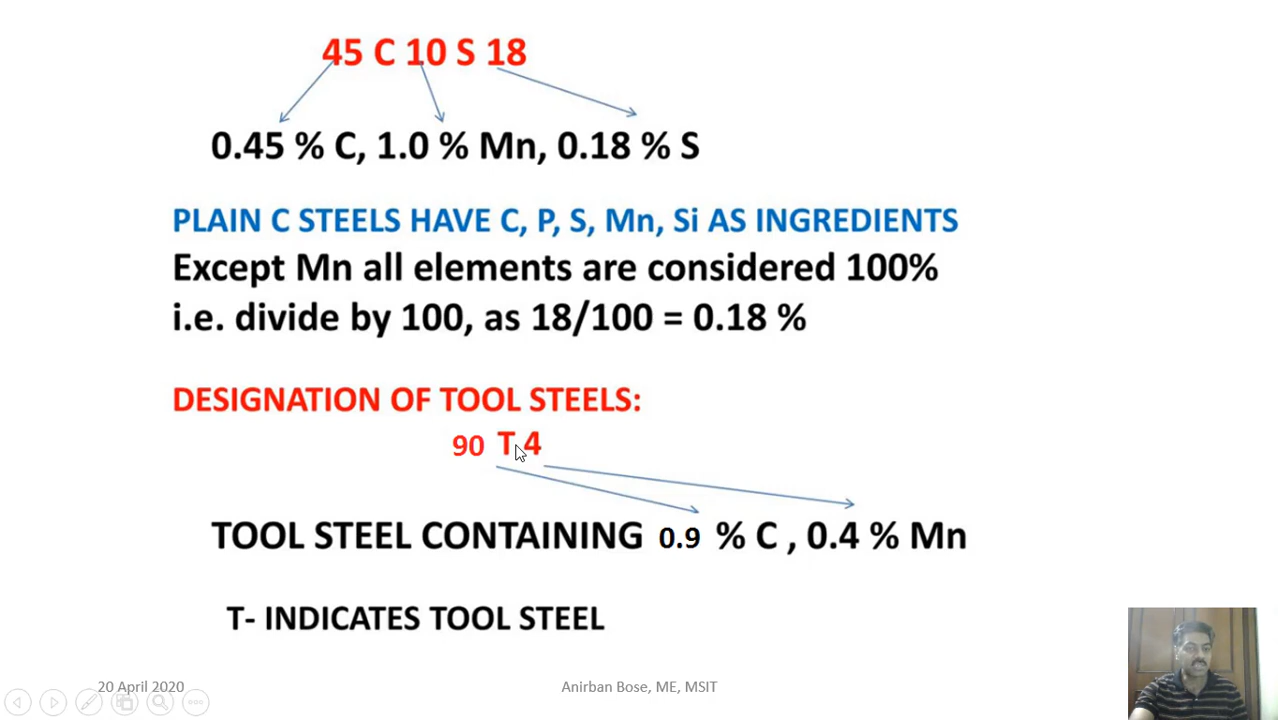 45 C 10 S 18
0.45 % C, 1.0 % Mn, 0.18 % S
PLAIN C STEELS HAVE C, P, S, Mn, Si AS INGREDIENTS
Except Mn all elements are considered 100%
i.e. divide by 100, as 18/100 = 0.18 %
DESIGNATION OF TOOL STEELS:
90 T 4
TOOL STEEL CONTAINING 0.9 % C , 0.4 % Mn
T- INDICATES TOOL STEEL
20 April 2020 Anirban Bose, ME, MSIT